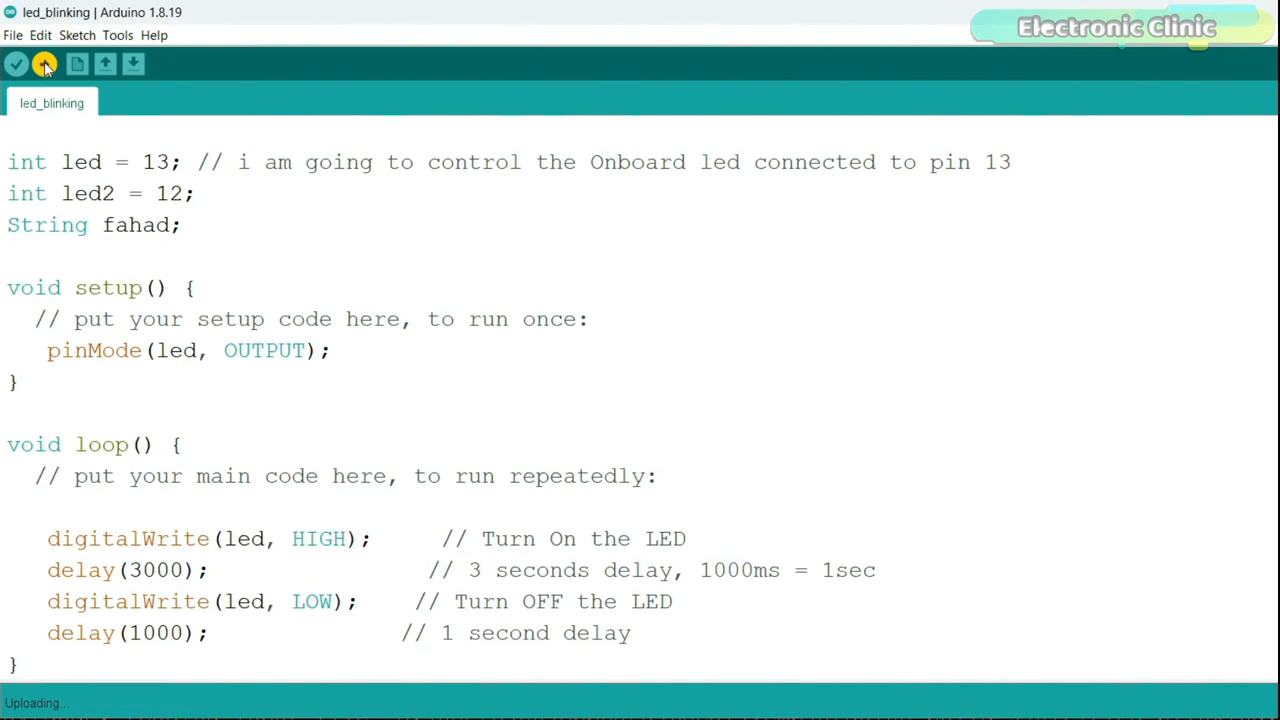 led_blinking | Arduino 1.8.19
File Edit Sketch Tools Help
Electronic Clinic
led_blinking
int led = 13; // i am going to control the Onboard led connected to pin 13
int led2 = 12;
String fahad;
void setup() {
// put your setup code here, to run once:
pinMode(led, OUTPUT);
}
void loop() {
// put your main code here, to run repeatedly:
digitalWrite(led, HIGH); // Turn On the LED
delay(3000); // 3 seconds delay, 1000ms = 1sec
digitalWrite(led, LOW); // Turn OFF the LED
delay(1000); // 1 second delay
}
Uploading...